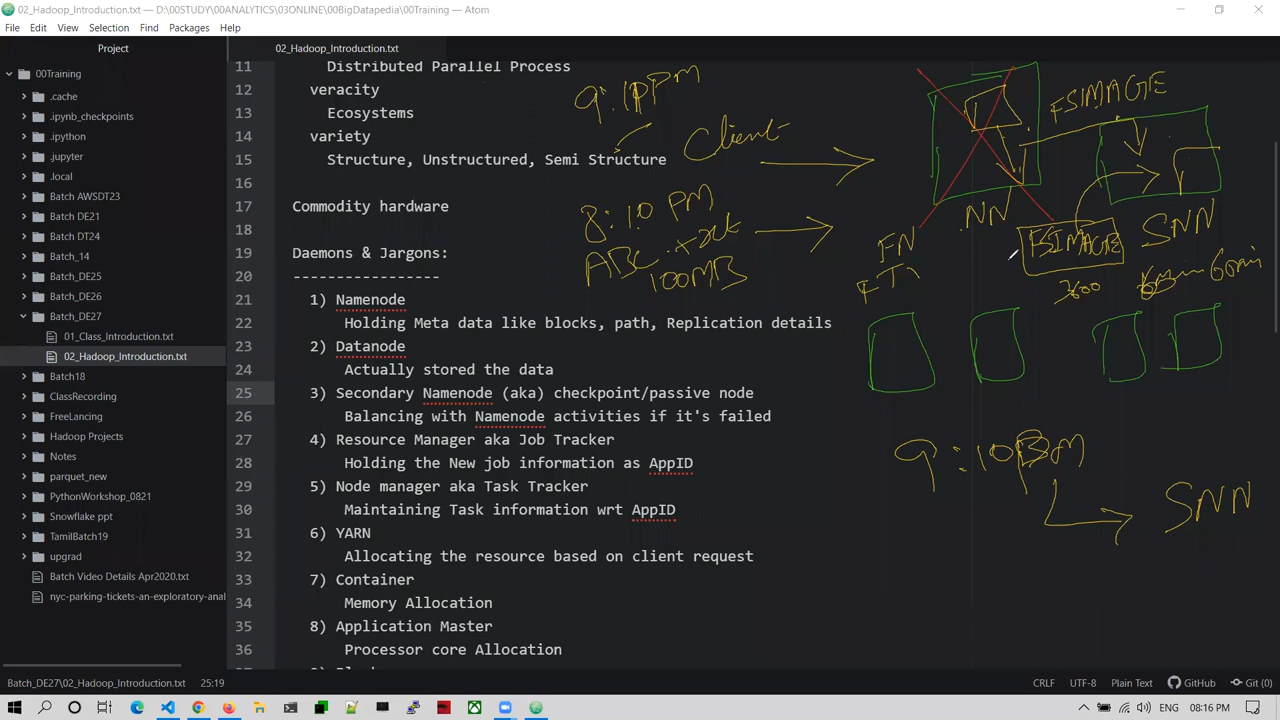 02_Hadoop_Introduction.txt — D:\00STUDY\00ANALYTICS\03ONLINE\00BigDatapedia\00Training — Atom
File Edit View Selection Find Packages Help
Project
00Training
.cache
.ipynb_checkpoints
.ipython
.jupyter
.local
Batch AWSDT23
Batch DE21
Batch DT24
Batch_14
Batch_DE25
Batch_DE26
Batch_DE27
01_Class_Introduction.txt
02_Hadoop_Introduction.txt
Batch18
ClassRecording
FreeLancing
Hadoop Projects
Notes
parquet_new
PythonWorkshop_0821
Snowflake ppt
TamilBatch19
upgrad
Batch Video Details Apr2020.txt
nyc-parking-tickets-an-exploratory-anal
02_Hadoop_Introduction.txt
11 Distributed Parallel Process
12 veracity
13 Ecosystems
14 variety
15 Structure, Unstructured, Semi Structure
16
17 Commodity hardware
18
19 Daemons & Jargons:
20 -----------------
21 1) Namenode
22 Holding Meta data like blocks, path, Replication details
23 2) Datanode
24 Actually stored the data
25 3) Secondary Namenode (aka) checkpoint/passive node
26 Balancing with Namenode activities if it's failed
27 4) Resource Manager aka Job Tracker
28 Holding the New job information as AppID
29 5) Node manager aka Task Tracker
30 Maintaining Task information wrt AppID
31 6) YARN
32 Allocating the resource based on client request
33 7) Container
34 Memory Allocation
35 8) Application Master
36 Processor core Allocation
Client
8:10 PM
ABC.txt
100MB
FSIMAGE
NN
FN
FSIMAGE
SNN
3600
60min
SNN
Batch_DE27\02_Hadoop_Introduction.txt 25:19
CRLF UTF-8 Plain Text GitHub Git (0)
ENG 08:16 PM